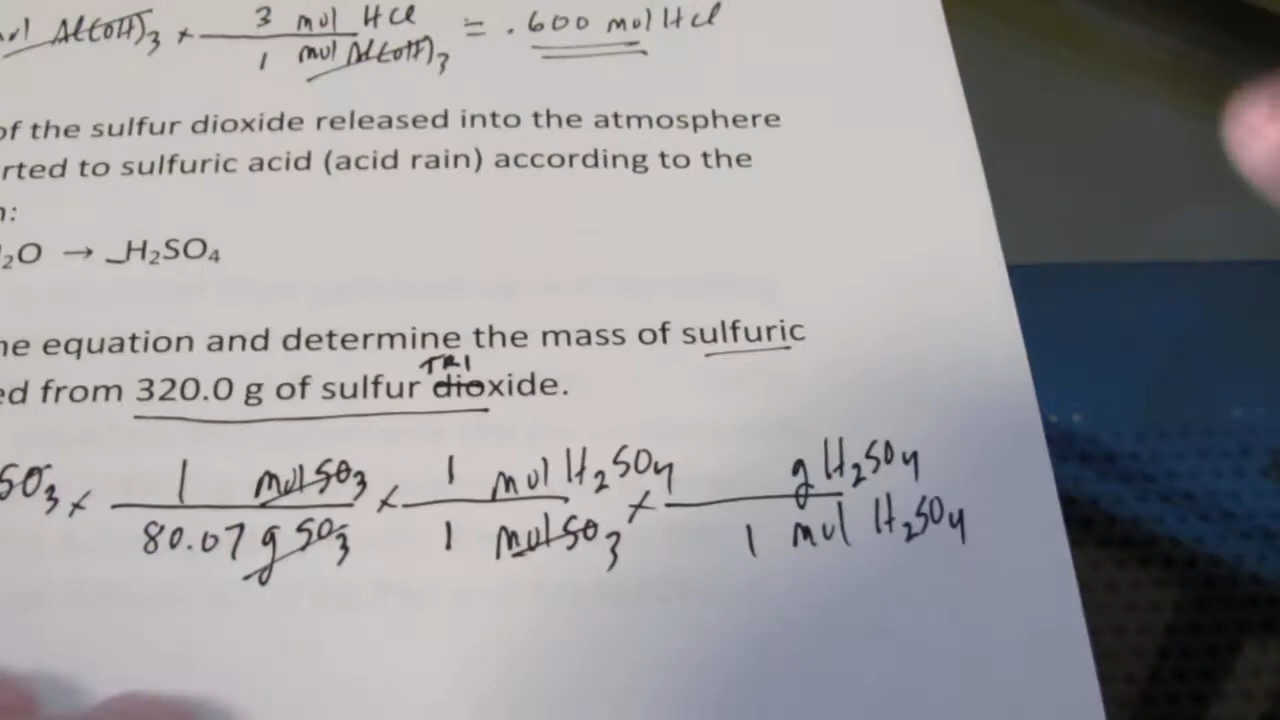 Al(OH)3 × 3 mol HCl / 1 mol Al(OH)3 = .600 mol HCl
of the sulfur dioxide released into the atmosphere
rted to sulfuric acid (acid rain) according to the
n:
2O → _H2SO4
ne equation and determine the mass of sulfuric
TRI
ed from 320.0 g of sulfur dioxide.
SO3 × 1 mol SO3 / 80.07 g SO3 × 1 mol H2SO4 / 1 mol SO3 × g H2SO4 / 1 mol H2SO4